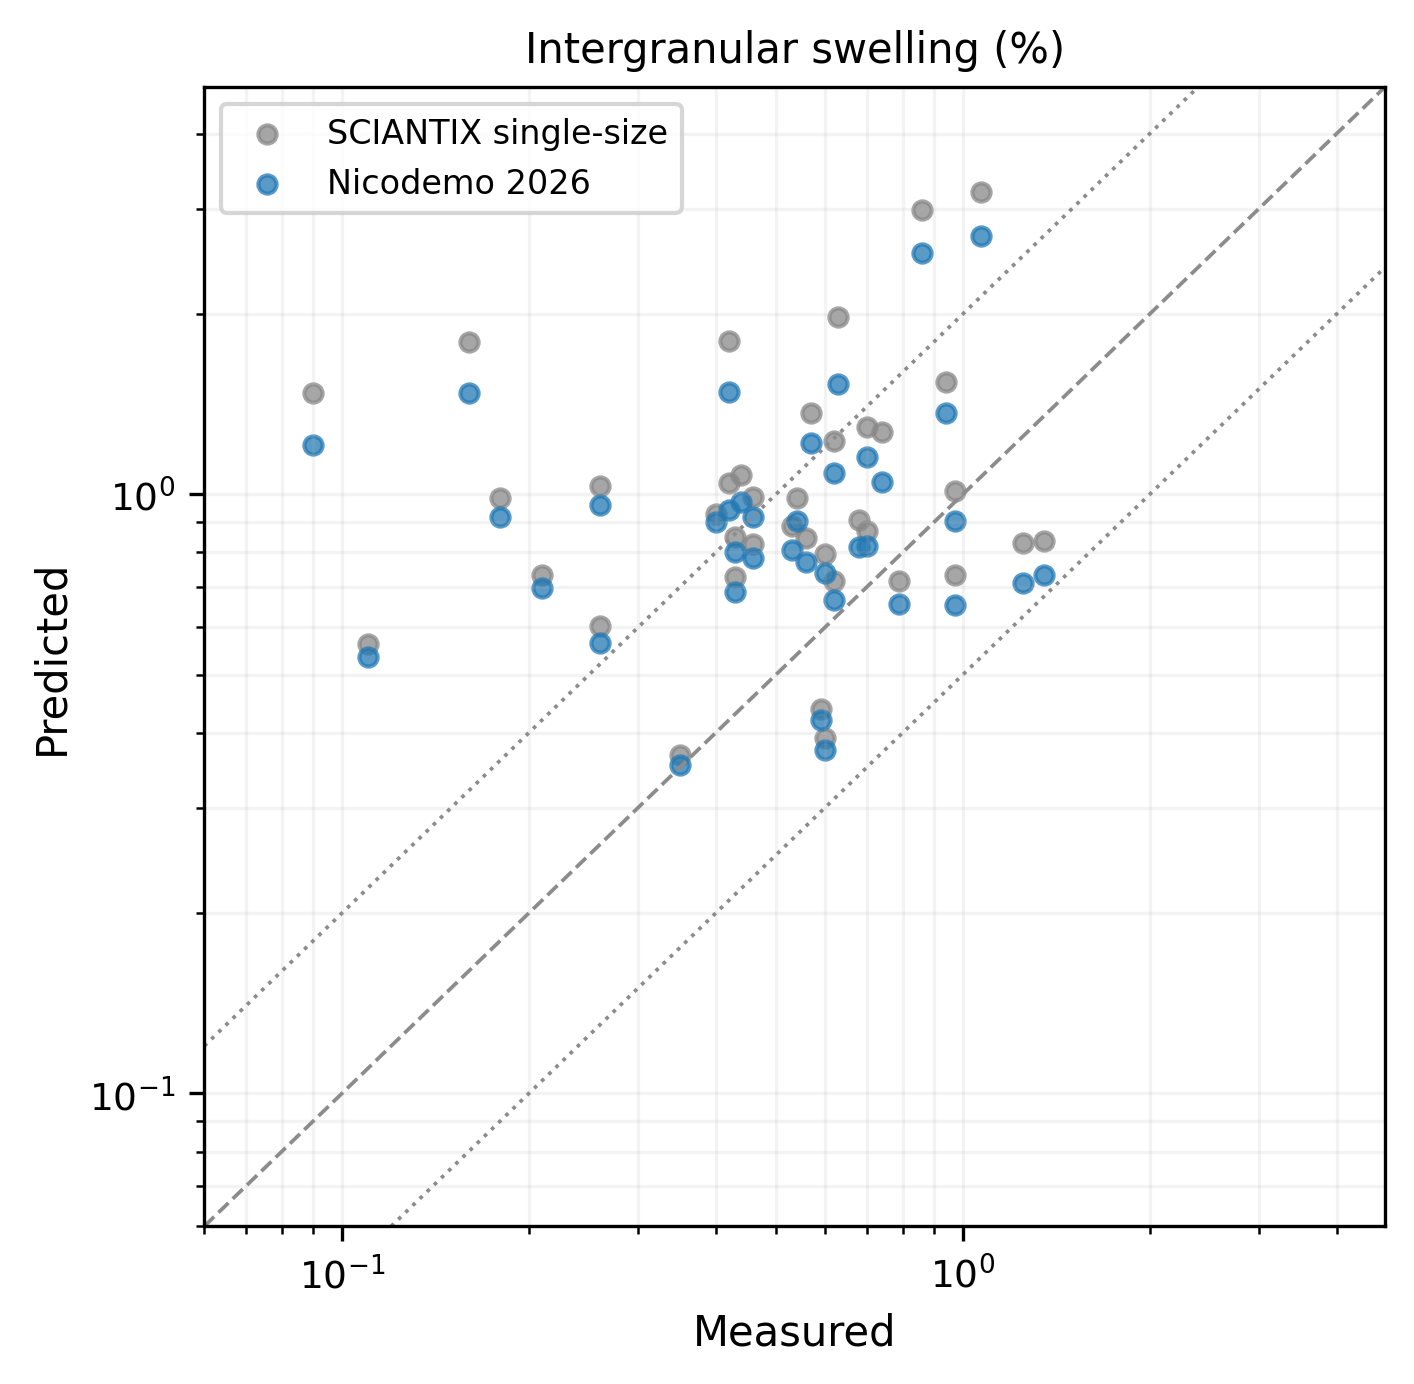 Intergranular swelling (%)
SCIANTIX single-size
Nicodemo 2026
Predicted
10⁰
10⁻¹
10⁻¹
10⁰
Measured